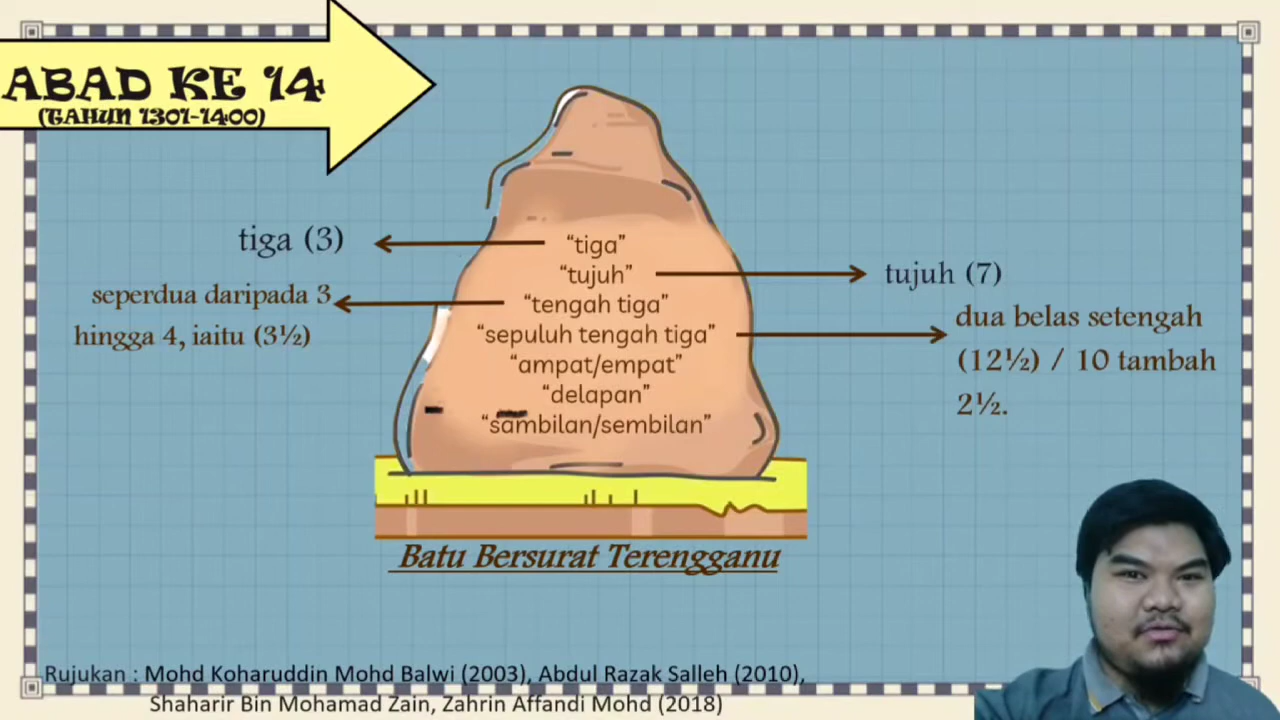 ABAD KE 14
(TAHUN 1301-1400)
tiga (3)
seperdua daripada 3
hingga 4, iaitu (3½)
“tiga”
“tujuh”
“tengah tiga”
“sepuluh tengah tiga”
“ampat/empat”
“delapan”
“sambilan/sembilan”
tujuh (7)
dua belas setengah
(12½) / 10 tambah
2½.
Batu Bersurat Terengganu
Rujukan : Mohd Koharuddin Mohd Balwi (2003), Abdul Razak Salleh (2010),
Shaharir Bin Mohamad Zain, Zahrin Affandi Mohd (2018)